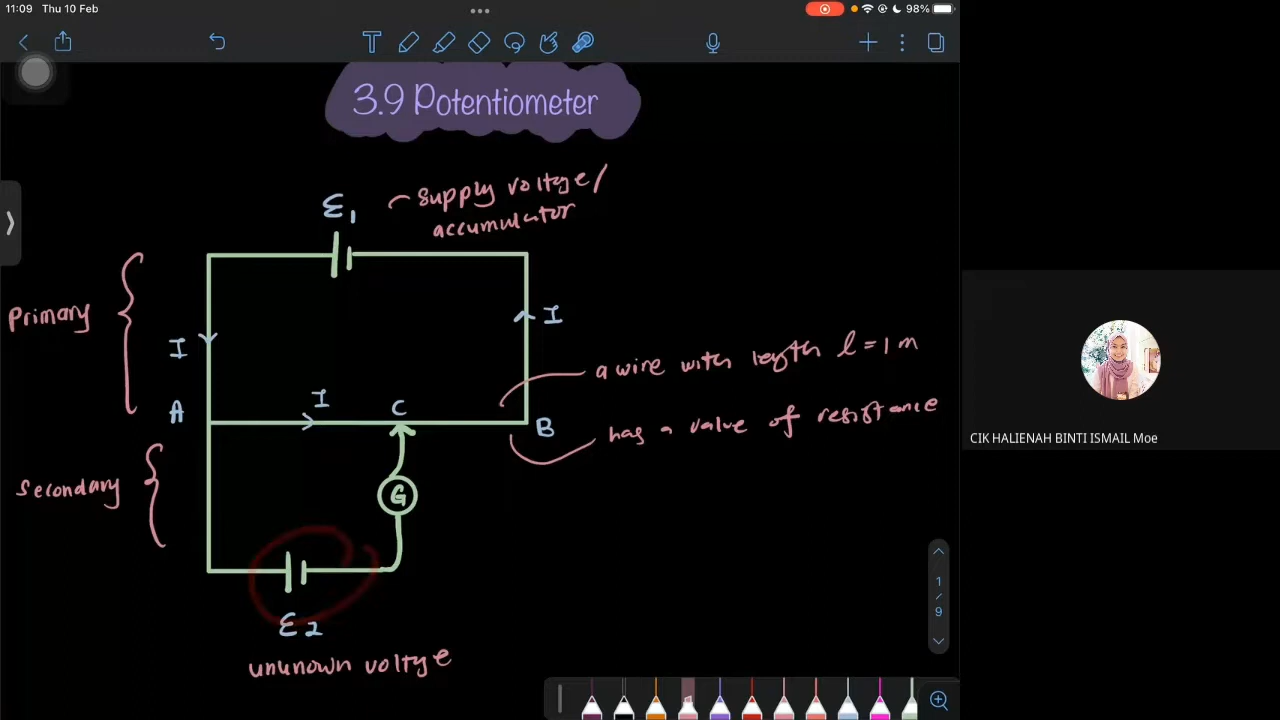 11:09 Thu 10 Feb
98%
T
3.9 Potentiometer
ε1
supply voltge/
accumulator
Primary
I
I
a wire with length l = 1 m
A
I
C
B
has a value of resistance
Secondary
G
ε2
ununown voltge
1
/
9
CIK HALIENAH BINTI ISMAIL Moe